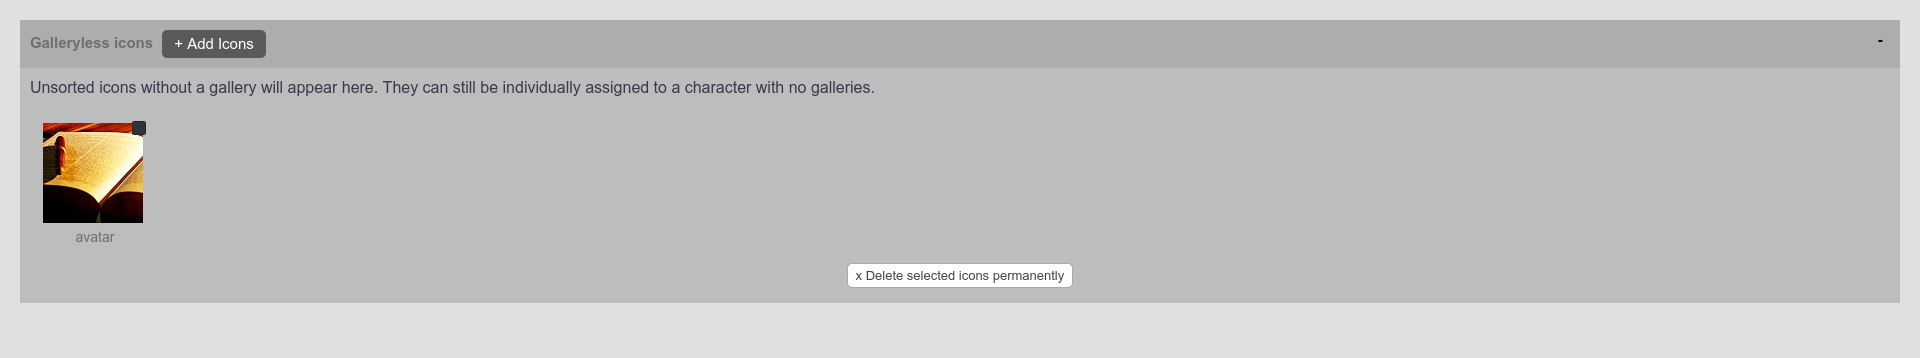 Galleryless icons + Add Icons -
Unsorted icons without a gallery will appear here. They can still be individually assigned to a character with no galleries.
avatar
x Delete selected icons permanently